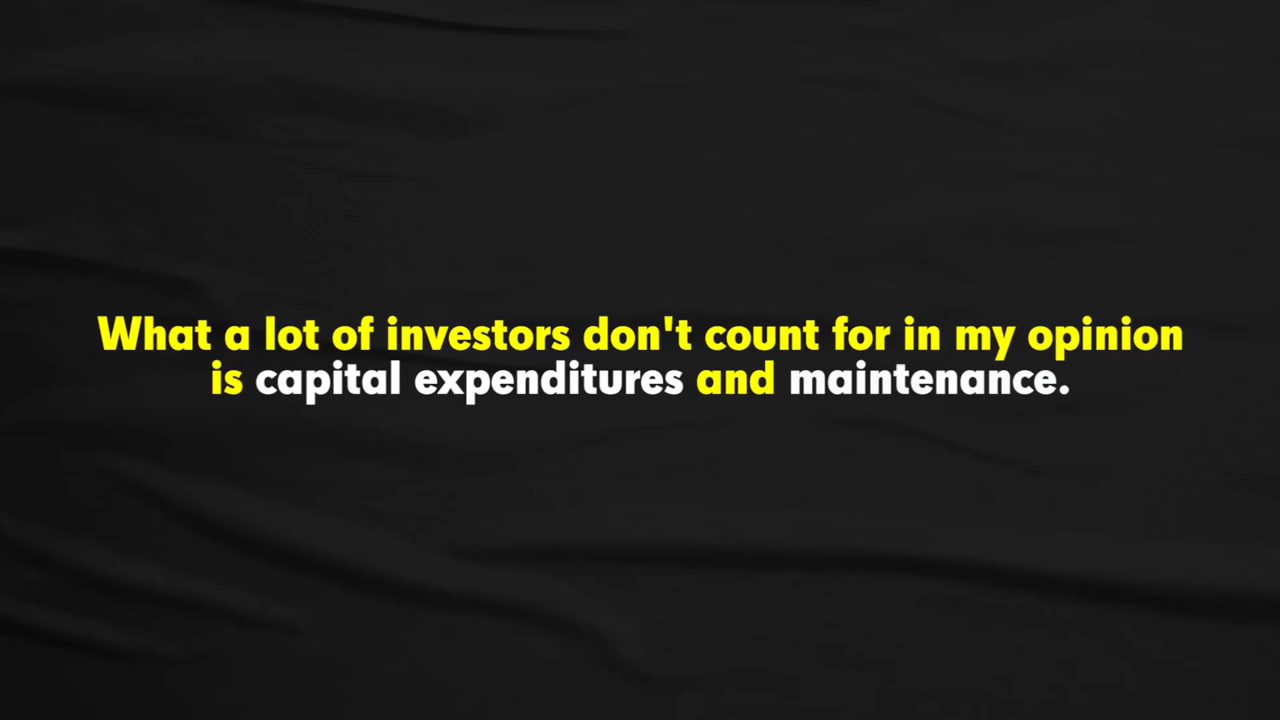 What a lot of investors don't count for in my opinion
is capital expenditures and maintenance.